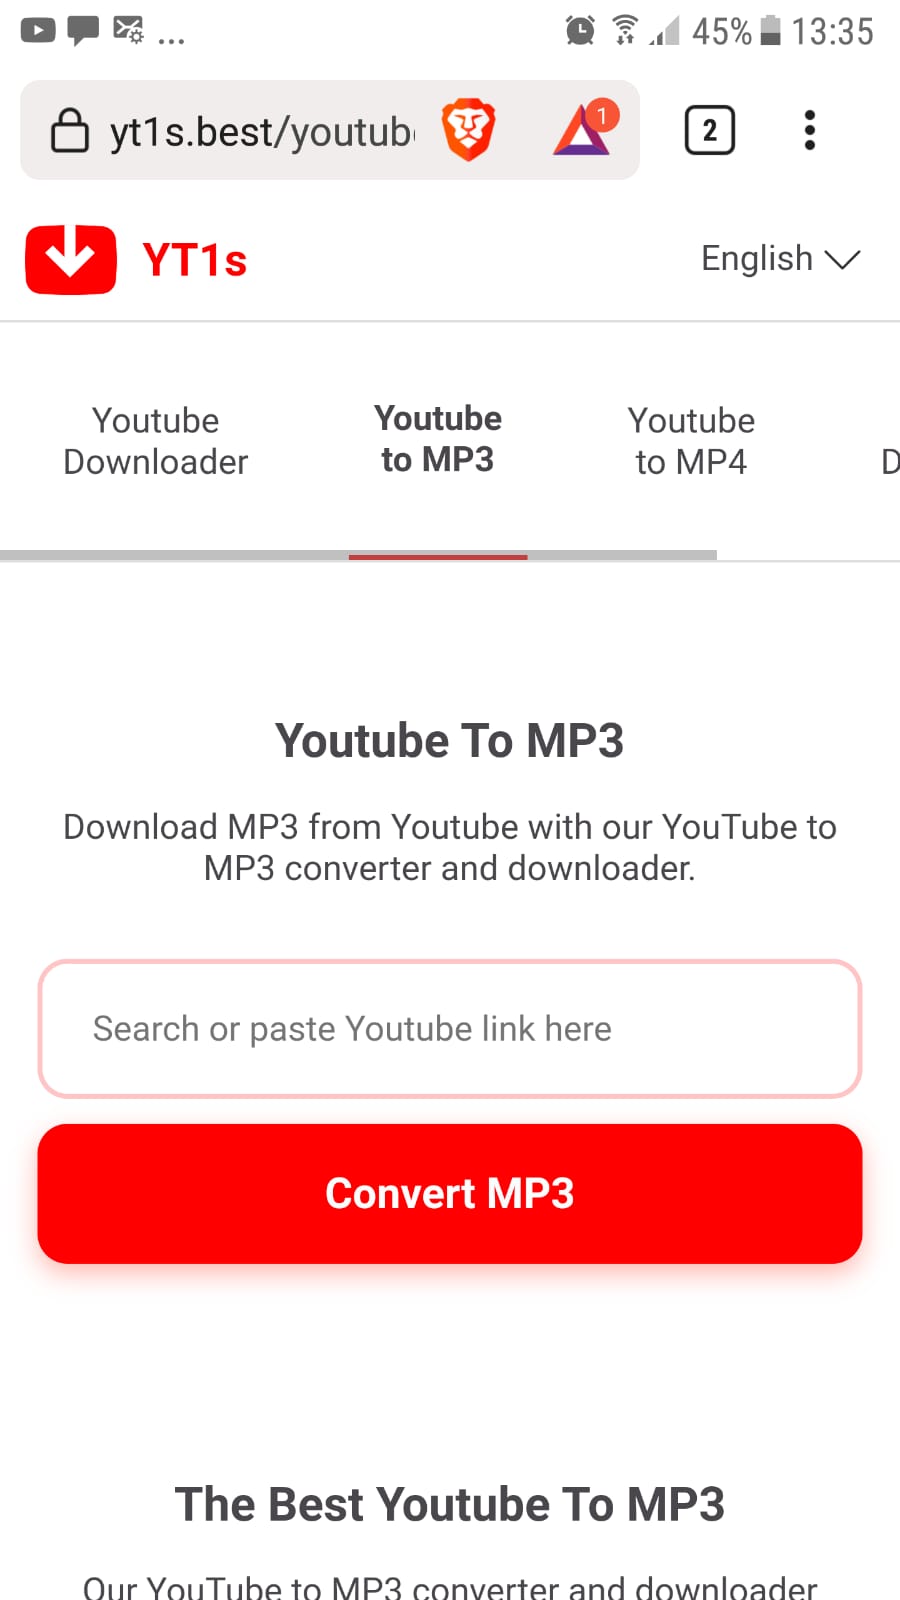 ...
45%
13:35
yt1s.best/youtub
1
2
YT1s
English
Youtube
Downloader
Youtube
to MP3
Youtube
to MP4
D
Youtube To MP3
Download MP3 from Youtube with our YouTube to
MP3 converter and downloader.
Search or paste Youtube link here
Convert MP3
The Best Youtube To MP3
Our YouTube to MP3 converter and downloader